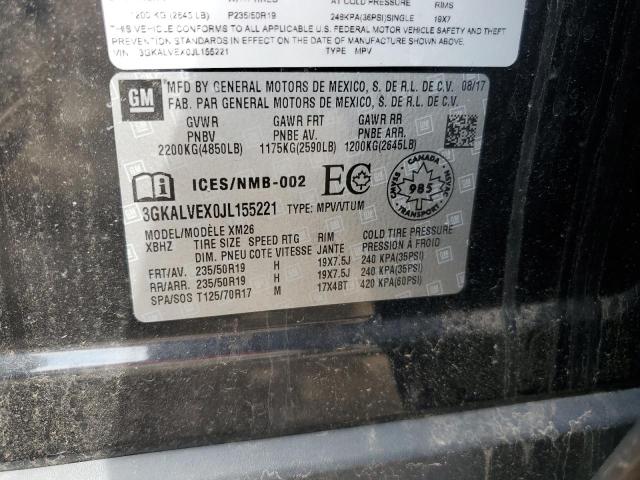 1200 KG (2645 LB) P235/50R19 248KPA(36PSI)SINGLE 19X7
RIMS
THIS VEHICLE CONFORMS TO ALL APPLICABLE U.S. FEDERAL MOTOR VEHICLE SAFETY AND THEFT
PREVENTION STANDARDS IN EFFECT ON THE DATE OF MANUFACTURE SHOWN ABOVE.
VIN 3GKALVEX0JL155221 TYPE: MPV
GM
MFD BY GENERAL MOTORS DE MEXICO, S. DE R.L. DE C.V. 08/17
FAB. PAR GENERAL MOTORS DE MEXICO, S. DE R.L. DE C.V.
GVWR GAWR FRT GAWR RR
PNBV PNBE AV. PNBE ARR.
2200KG(4850LB) 1175KG(2590LB) 1200KG(2645LB)
ICES/NMB-002 EC
CANADA
CMVSS 985 NSVAC
TRANSPORT
3GKALVEX0JL155221 TYPE: MPV/VTUM
MODEL/MODÈLE XM26
XBHZ TIRE SIZE SPEED RTG RIM COLD TIRE PRESSURE
DIM. PNEU COTE VITESSE JANTE PRESSION À FROID
FRT/AV. 235/50R19 H 19X7.5J 240 KPA(35PSI)
RR/ARR. 235/50R19 H 19X7.5J 240 KPA(35PSI)
SPA/SOS T125/70R17 M 17X4BT 420 KPA(60PSI)